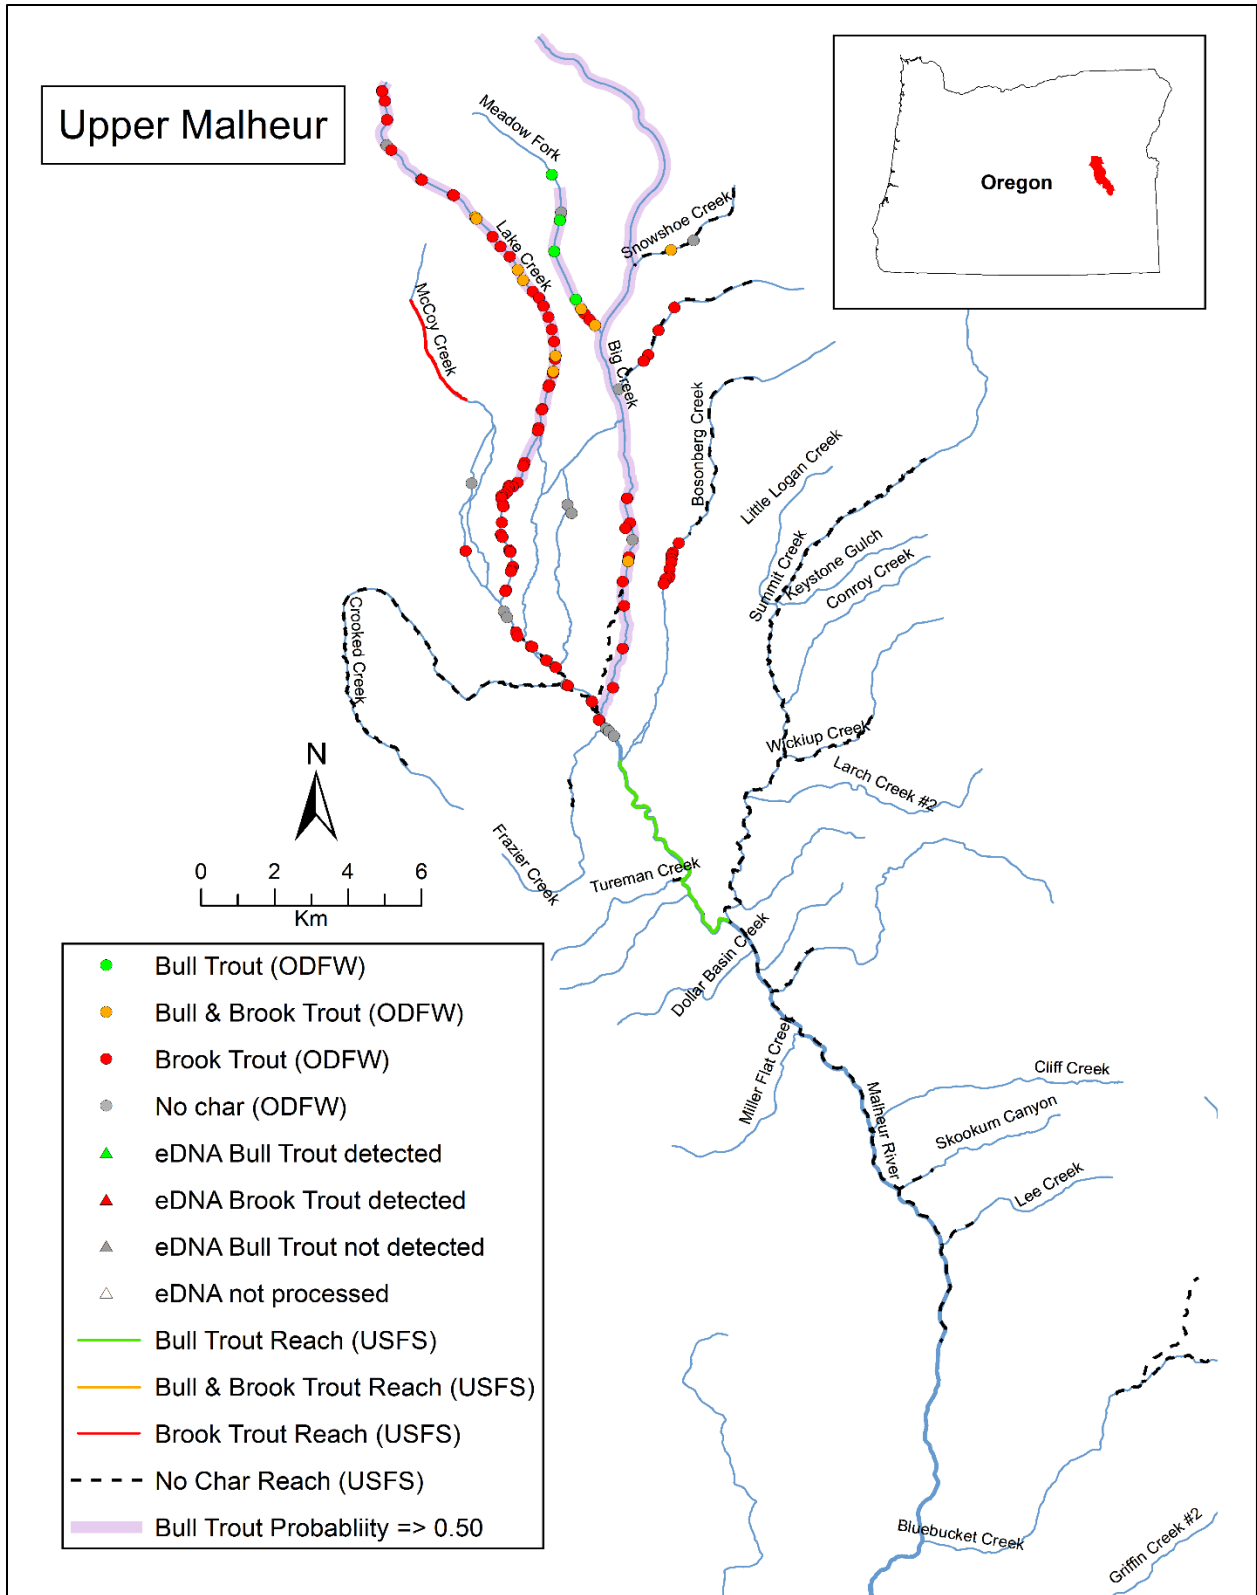 Upper Malheur
Oregon
Meadow Fork
Snowshoe Creek
Lake Creek
McCoy Creek
Big Creek
Bosonberg Creek
Little Logan Creek
Summit Creek
Keystone Gulch
Conroy Creek
Crooked Creek
Wickiup Creek
Larch Creek #2
N
0 2 4 6
Km
Frazier Creek
Tureman Creek
Dollar Basin Creek
Miller Flat Creek
Malheur River
Cliff Creek
Skookum Canyon
Lee Creek
Bluebucket Creek
Griffin Creek #2
Bull Trout (ODFW)
Bull & Brook Trout (ODFW)
Brook Trout (ODFW)
No char (ODFW)
eDNA Bull Trout detected
eDNA Brook Trout detected
eDNA Bull Trout not detected
eDNA not processed
Bull Trout Reach (USFS)
Bull & Brook Trout Reach (USFS)
Brook Trout Reach (USFS)
No Char Reach (USFS)
Bull Trout Probabliity => 0.50